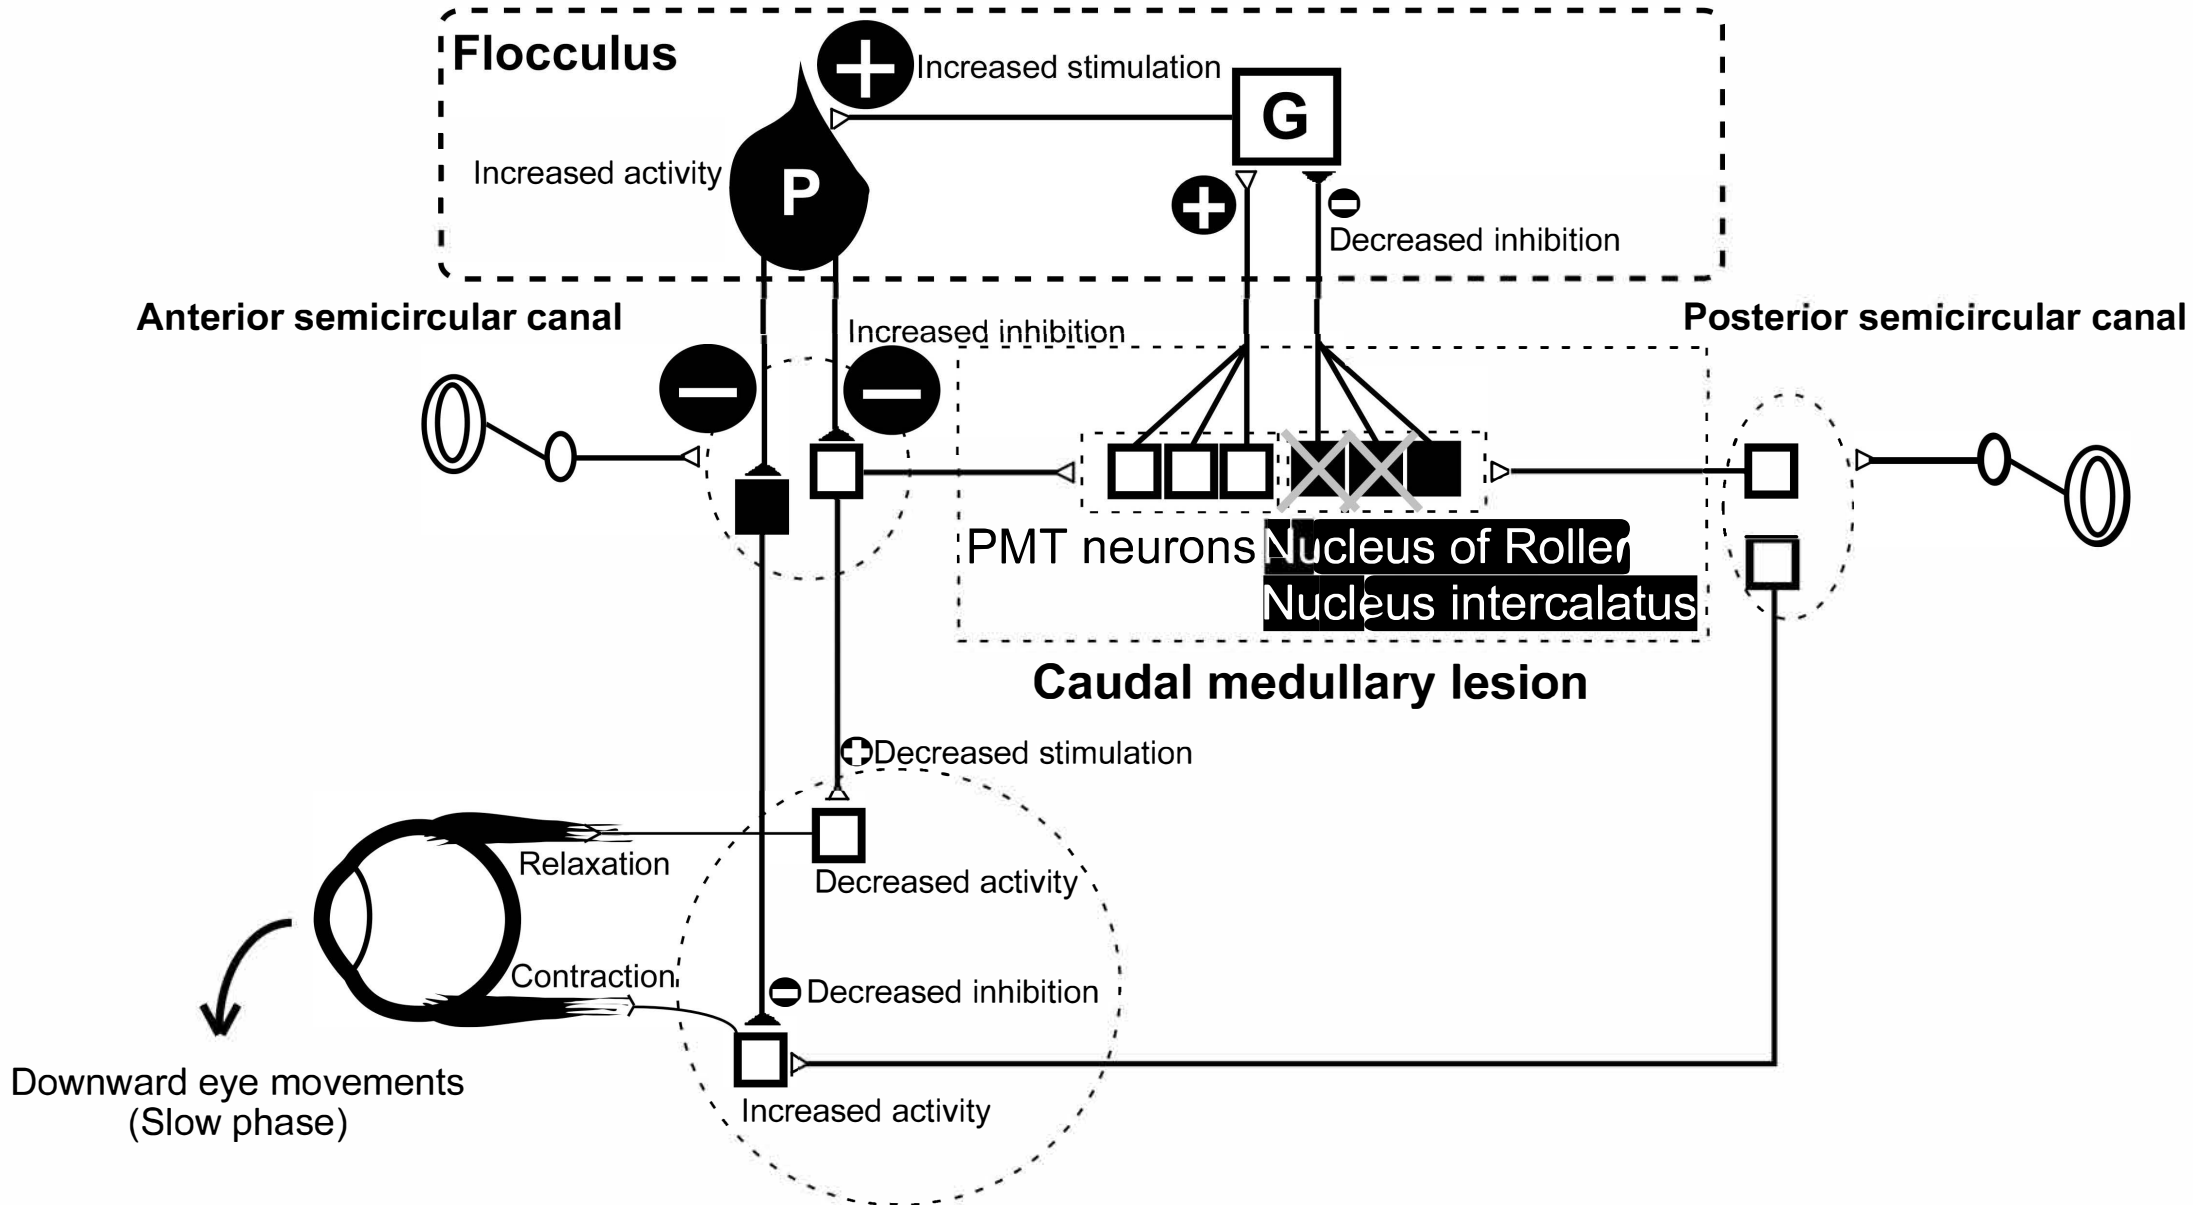 Flocculus
Increased stimulation
G
Increased activity
P
Decreased inhibition
Anterior semicircular canal
Increased inhibition
Posterior semicircular canal
PMT neurons
Nucleus of Roller
Nucleus intercalatus
Caudal medullary lesion
Decreased stimulation
Relaxation
Decreased activity
Contraction
Decreased inhibition
Downward eye movements
(Slow phase)
Increased activity